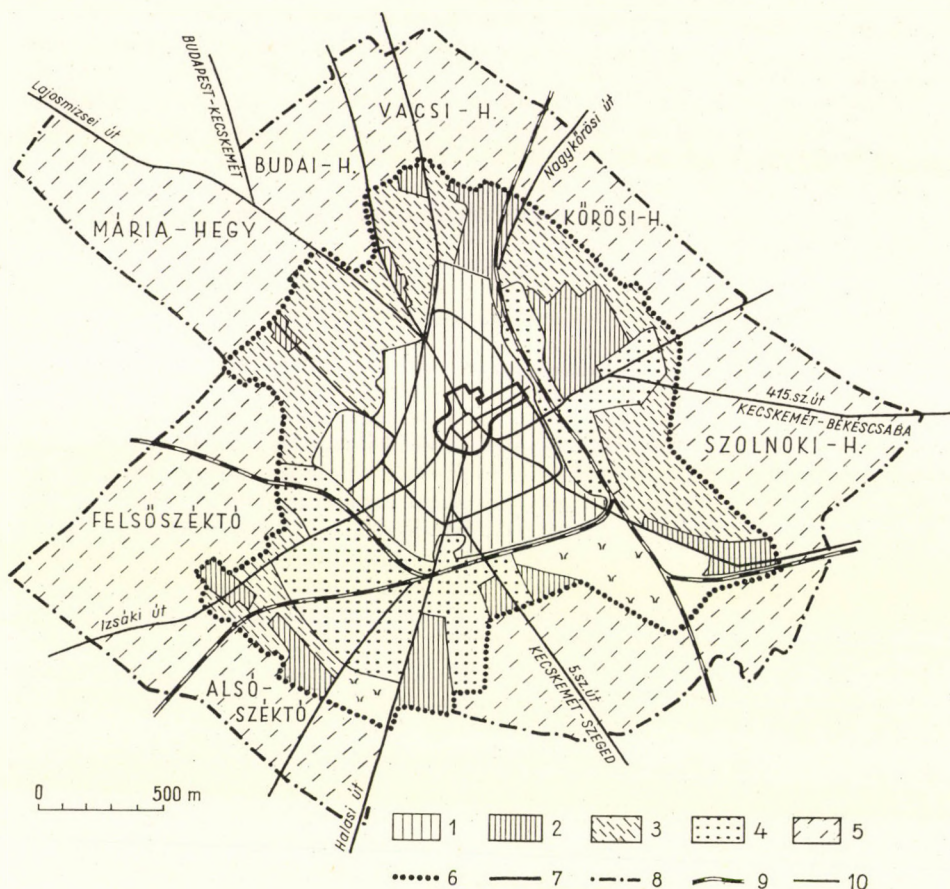 BUDAPEST-KECSKEMÉT
Lajosmizsei út
VACSI-H.
BUDAI-H.
Nagykőrösi út
MÁRIA-HEGY
KŐRÖSI-H.
415.sz.út
KECSKEMÉT-BÉKÉSCSABA
SZOLNOKI-H.
FELSŐSZÉKTÓ
Izsáki út
ALSÓ-
SZÉKTÓ
5.sz.út
KECSKEMÉT-SZEGED
Halasi út
0 500 m
1 2 3 4 5
6 7 8 9 10